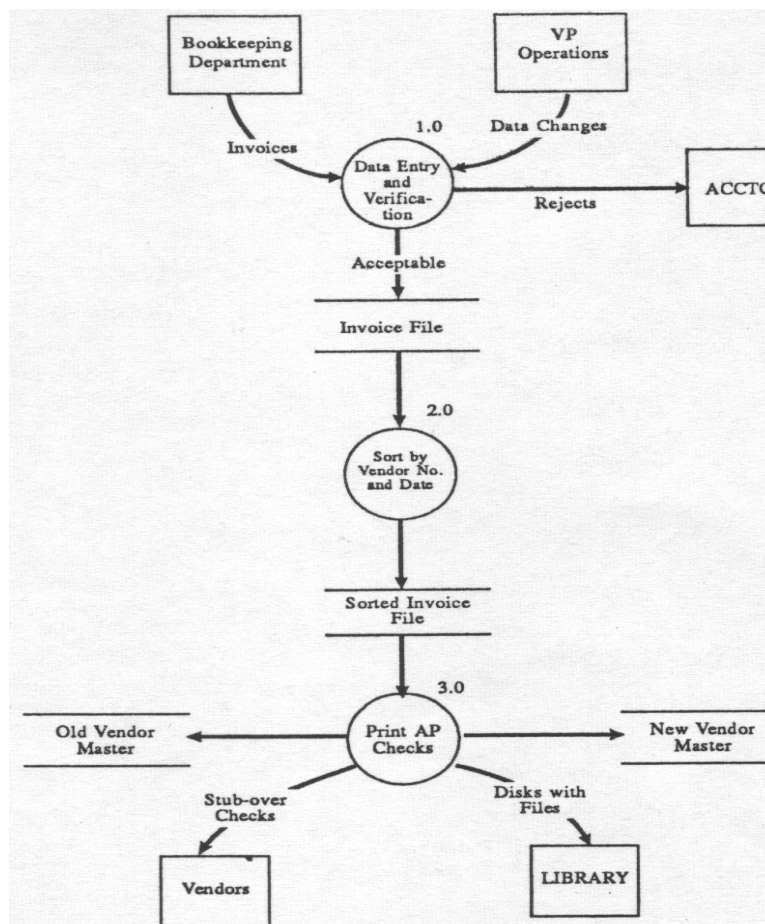 Bookkeeping
Department
VP
Operations
1.0
Invoices
Data Changes
Data Entry
and
Verifica-
tion
Rejects
ACCTG
Acceptable
Invoice File
2.0
Sort by
Vendor No.
and Date
Sorted Invoice
File
3.0
Old Vendor
Master
Print AP
Checks
New Vendor
Master
Stub-over
Checks
Disks with
Files
Vendors
LIBRARY